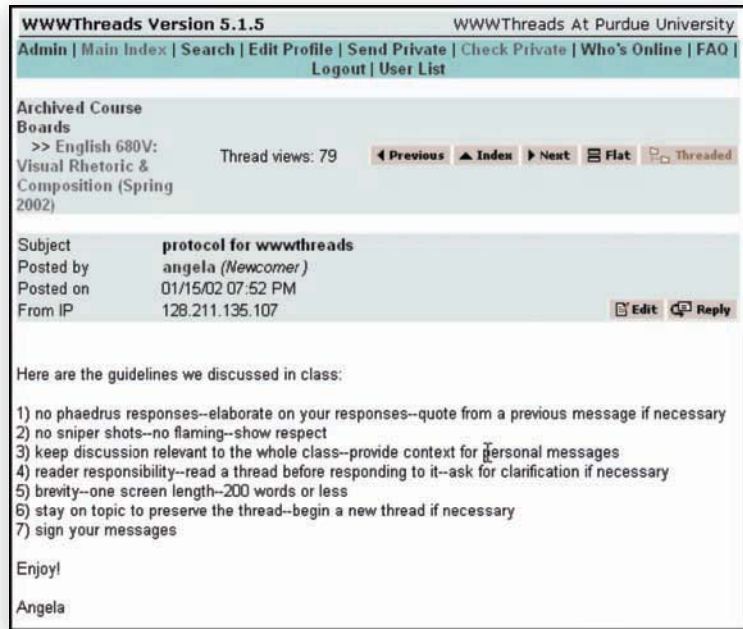 WWWThreads Version 5.1.5 WWWThreads At Purdue University
Admin | Main Index | Search | Edit Profile | Send Private | Check Private | Who's Online | FAQ |
Logout | User List
Archived Course
Boards
>> English 680V:
Visual Rhetoric &
Composition (Spring
2002)
Thread views: 79
Previous Index Next Flat Threaded
Subject protocol for wwwthreads
Posted by angela (Newcomer)
Posted on 01/15/02 07:52 PM
From IP 128.211.135.107 Edit Reply
Here are the guidelines we discussed in class:
1) no phaedrus responses--elaborate on your responses--quote from a previous message if necessary
2) no sniper shots--no flaming--show respect
3) keep discussion relevant to the whole class--provide context for personal messages
4) reader responsibility--read a thread before responding to it--ask for clarification if necessary
5) brevity--one screen length--200 words or less
6) stay on topic to preserve the thread--begin a new thread if necessary
7) sign your messages
Enjoy!
Angela